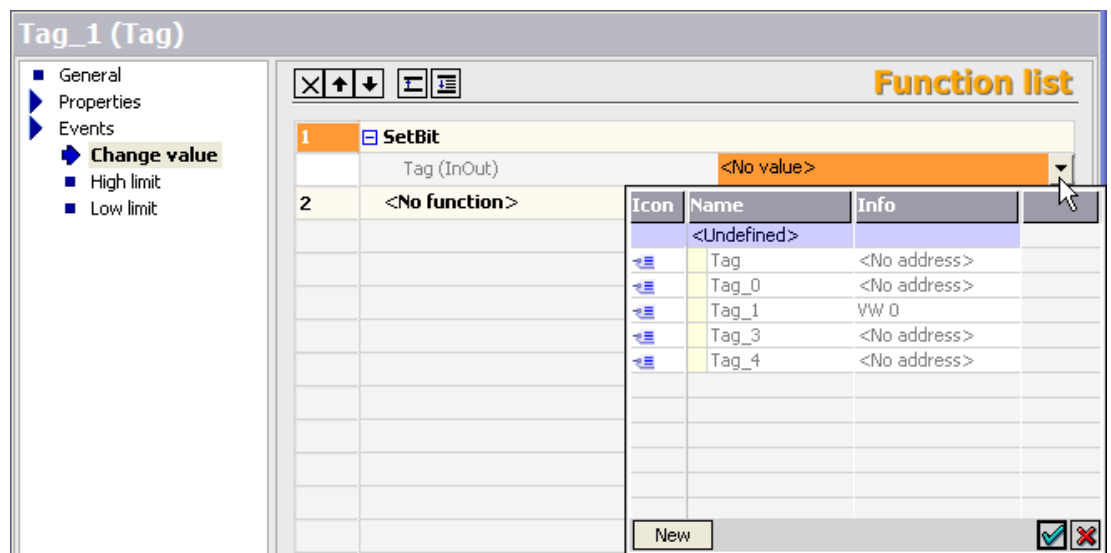 Tag_1 (Tag)
General
Properties
Events
Change value
High limit
Low limit
Function list
1 SetBit
Tag (InOut) <No value>
2 <No function>
Icon Name Info
<Undefined>
Tag <No address>
Tag_0 <No address>
Tag_1 VW 0
Tag_3 <No address>
Tag_4 <No address>
New